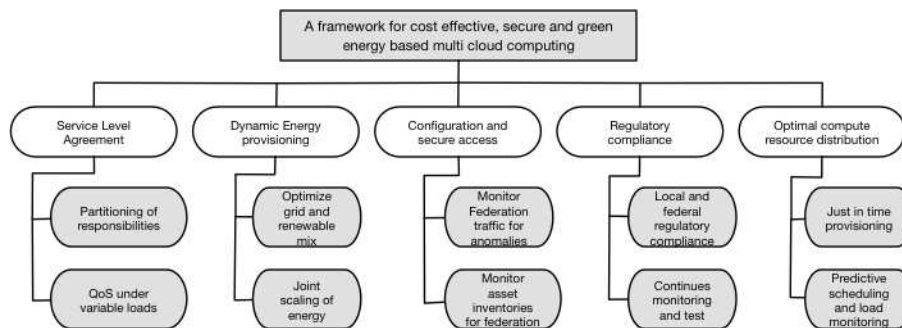 A framework for cost effective, secure and green
energy based multi cloud computing
Service Level
Agreement
Dynamic Energy
provisioning
Configuration and
secure access
Regulatory
compliance
Optimal compute
resource distribution
Partitioning of
responsibilities
Optimize
grid and
renewable
mix
Monitor
Federation
traffic for
anomalies
Local and
federal
regulatory
compliance
Just in time
provisioning
QoS under
variable loads
Joint
scaling of
energy
Monitor
asset
inventories for
federation
Continues
monitoring
and test
Predictive
scheduling
and load
monitoring